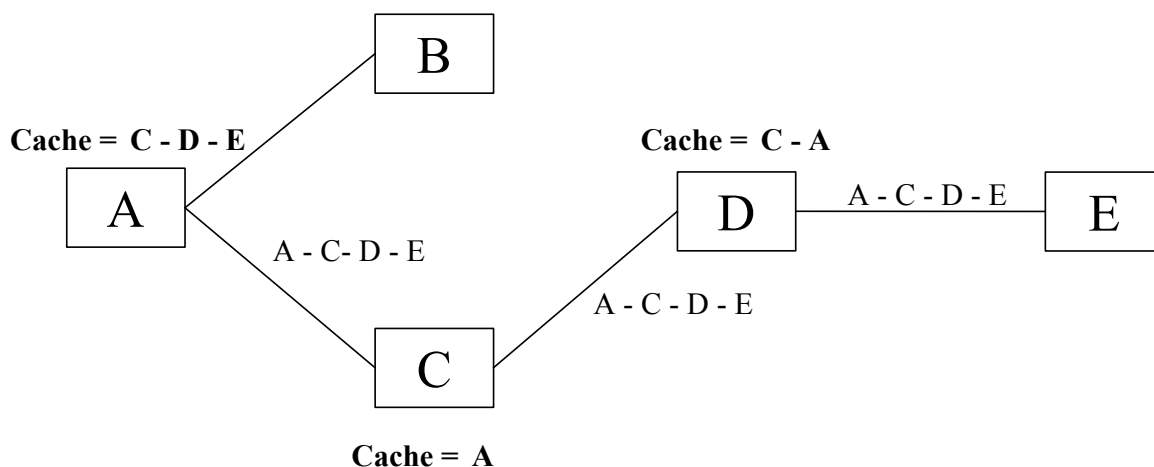 B
Cache = C - D - E
Cache = C - A
A
D
A - C - D - E
E
A - C- D - E
A - C - D - E
C
Cache = A